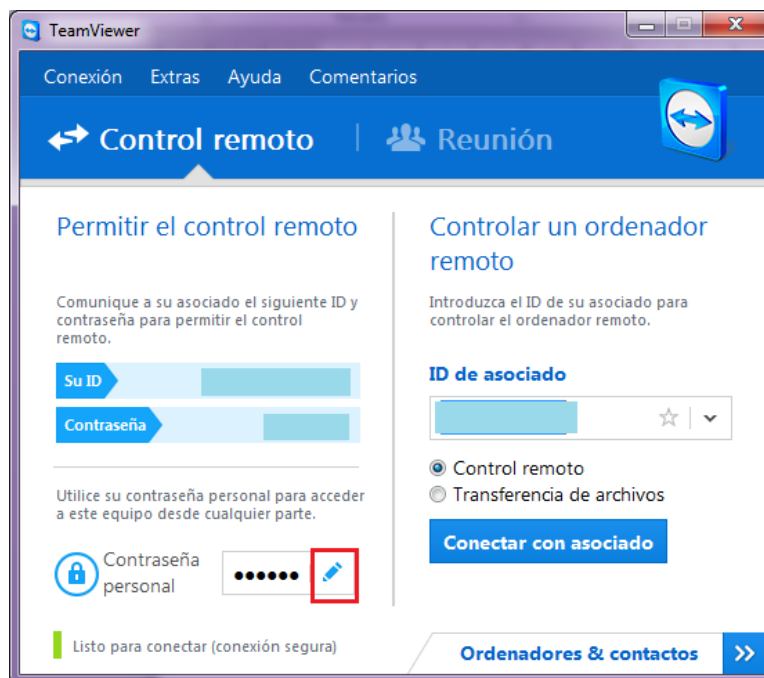 TeamViewer
Conexión Extras Ayuda Comentarios
Control remoto
Reunión
Permitir el control remoto
Comunique a su asociado el siguiente ID y
contraseña para permitir el control
remoto.
Su ID
Contraseña
Utilice su contraseña personal para acceder
a este equipo desde cualquier parte.
Contraseña
personal
Listo para conectar (conexión segura)
Controlar un ordenador
remoto
Introduzca el ID de su asociado para
controlar el ordenador remoto.
ID de asociado
Control remoto
Transferencia de archivos
Conectar con asociado
Ordenadores & contactos